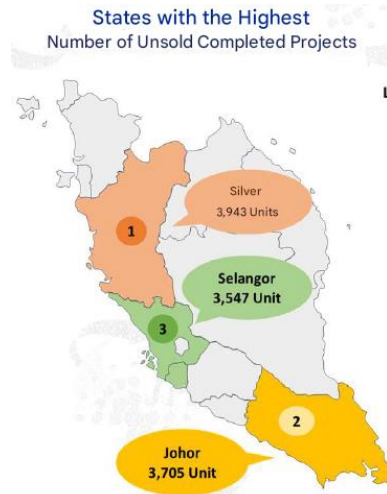 States with the Highest
Number of Unsold Completed Projects
L
Silver
3,943 Units
1
Selangor
3,547 Unit
3
2
Johor
3,705 Unit